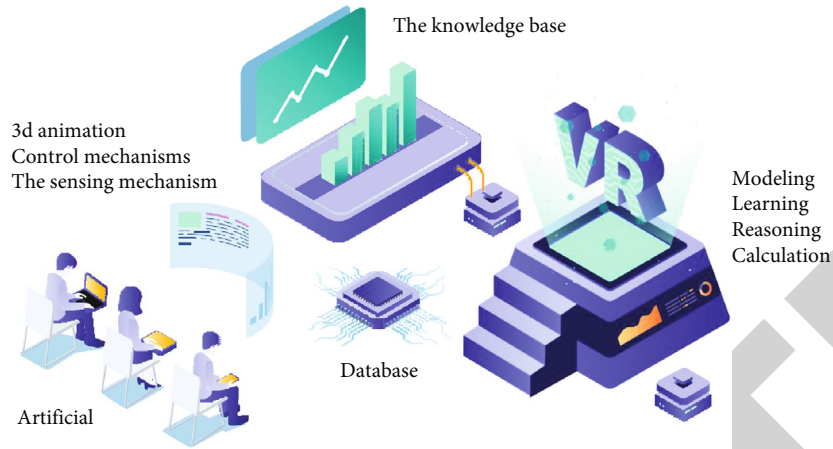 The knowledge base
3d animation
Control mechanisms
The sensing mechanism
VR
Modeling
Learning
Reasoning
Calculation
Database
Artificial